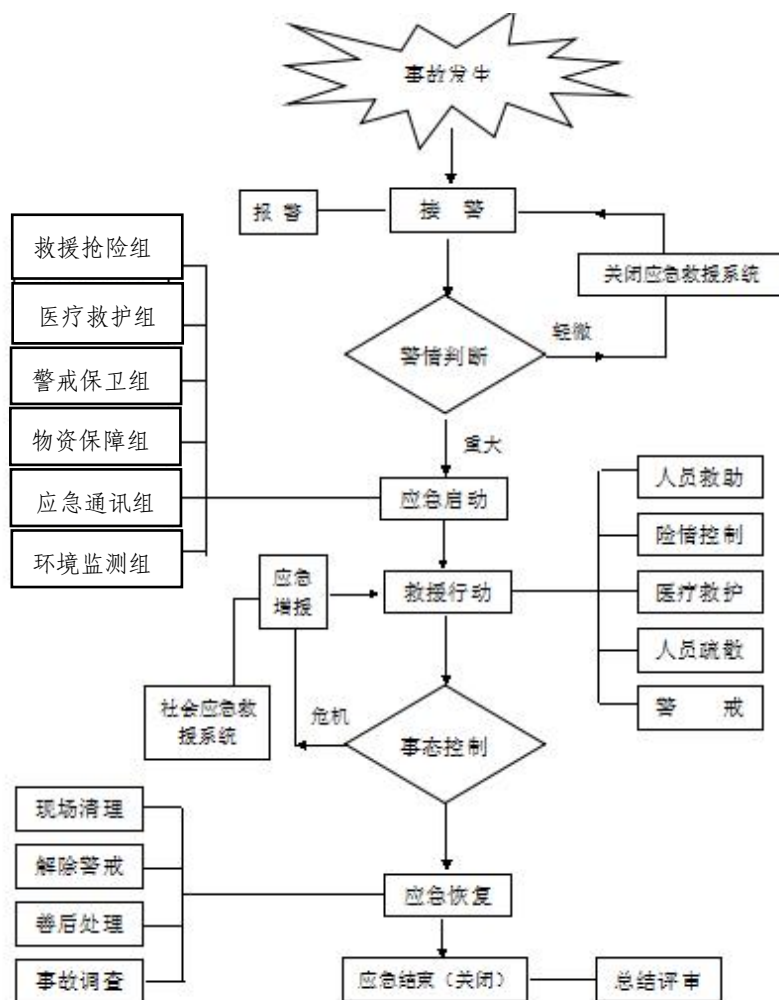 事故发生
报 警
接 警
救援抢险组
关闭应急救援系统
医疗救护组
轻微
警情判断
警戒保卫组
物资保障组
重大
人员救助
应急通讯组
应急启动
险情控制
环境监测组
应急
增援
救援行动
医疗救护
人员疏散
社会应急救
援系统
危机
警 戒
事态控制
现场清理
解除警戒
应急恢复
善后处理
事故调查
应急结束（关闭）
总结评审